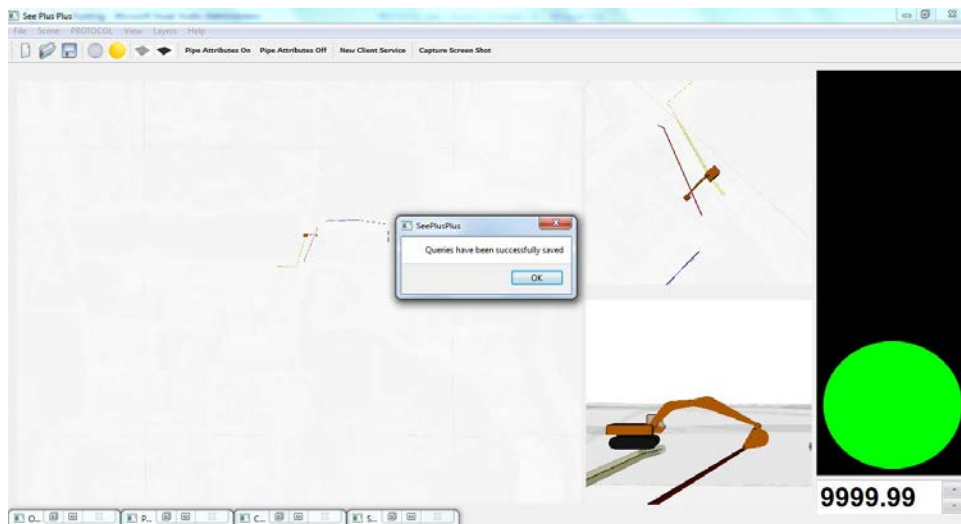 See Plus Plus
File Scene PROTOCOL View Layers Help
Pipe Attributes On Pipe Attributes Off New Client Service Capture Screen Shot
SeePlusPlus
Queries have been successfully saved
OK
9999.99
O... P... C... S...